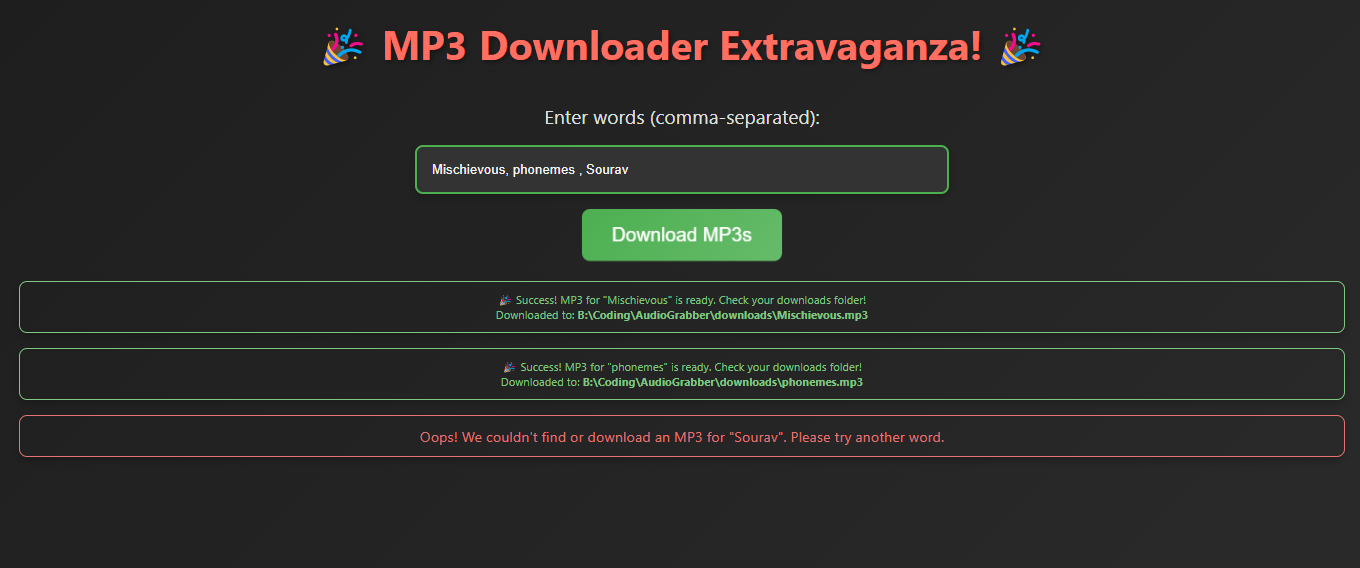 🎉 MP3 Downloader Extravaganza! 🎉
Enter words (comma-separated):
Mischievous, phonemes , Sourav
Download MP3s
🎉 Success! MP3 for "Mischievous" is ready. Check your downloads folder!
Downloaded to: B:\Coding\AudioGrabber\downloads\Mischievous.mp3
🎉 Success! MP3 for "phonemes" is ready. Check your downloads folder!
Downloaded to: B:\Coding\AudioGrabber\downloads\phonemes.mp3
Oops! We couldn't find or download an MP3 for "Sourav". Please try another word.